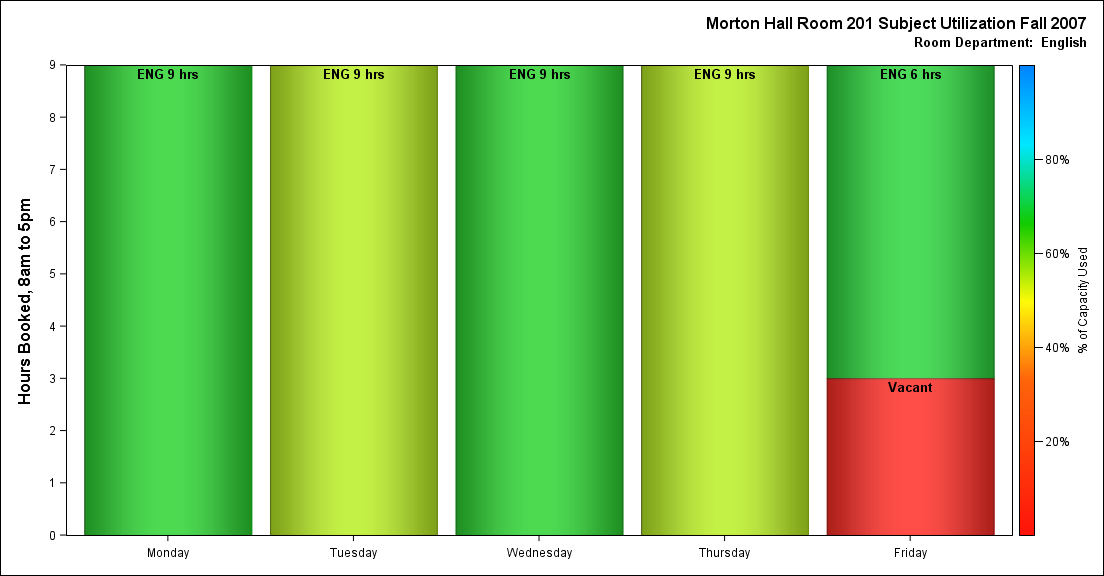 Morton Hall Room 201 Subject Utilization Fall 2007
Room Department:  English
Hours Booked, 8am to 5pm
9
8
7
6
5
4
3
2
1
0
ENG 9 hrs
ENG 9 hrs
ENG 9 hrs
ENG 9 hrs
ENG 6 hrs
Vacant
Monday
Tuesday
Wednesday
Thursday
Friday
80%
60%
40%
20%
% of Capacity Used